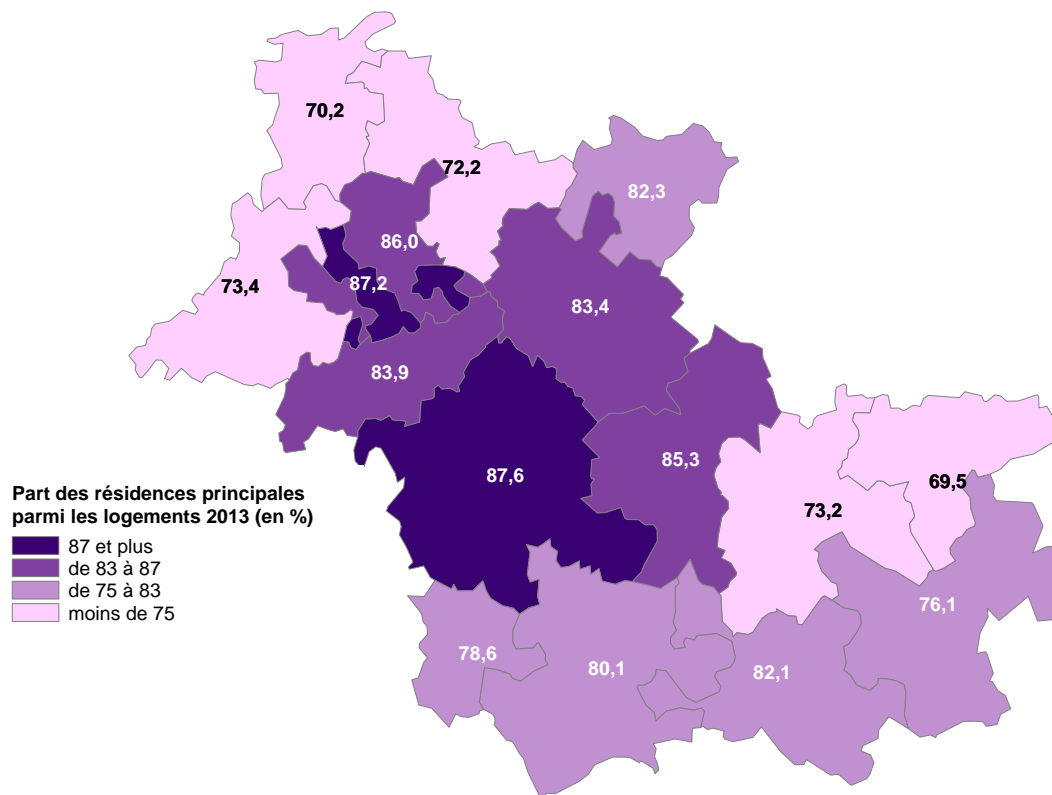 70,2
72,2
82,3
86,0
87,2
73,4
83,4
83,9
87,6
85,3
69,5
73,2
76,1
78,6
80,1
82,1
Part des résidences principales
parmi les logements 2013 (en %)
87 et plus
de 83 à 87
de 75 à 83
moins de 75